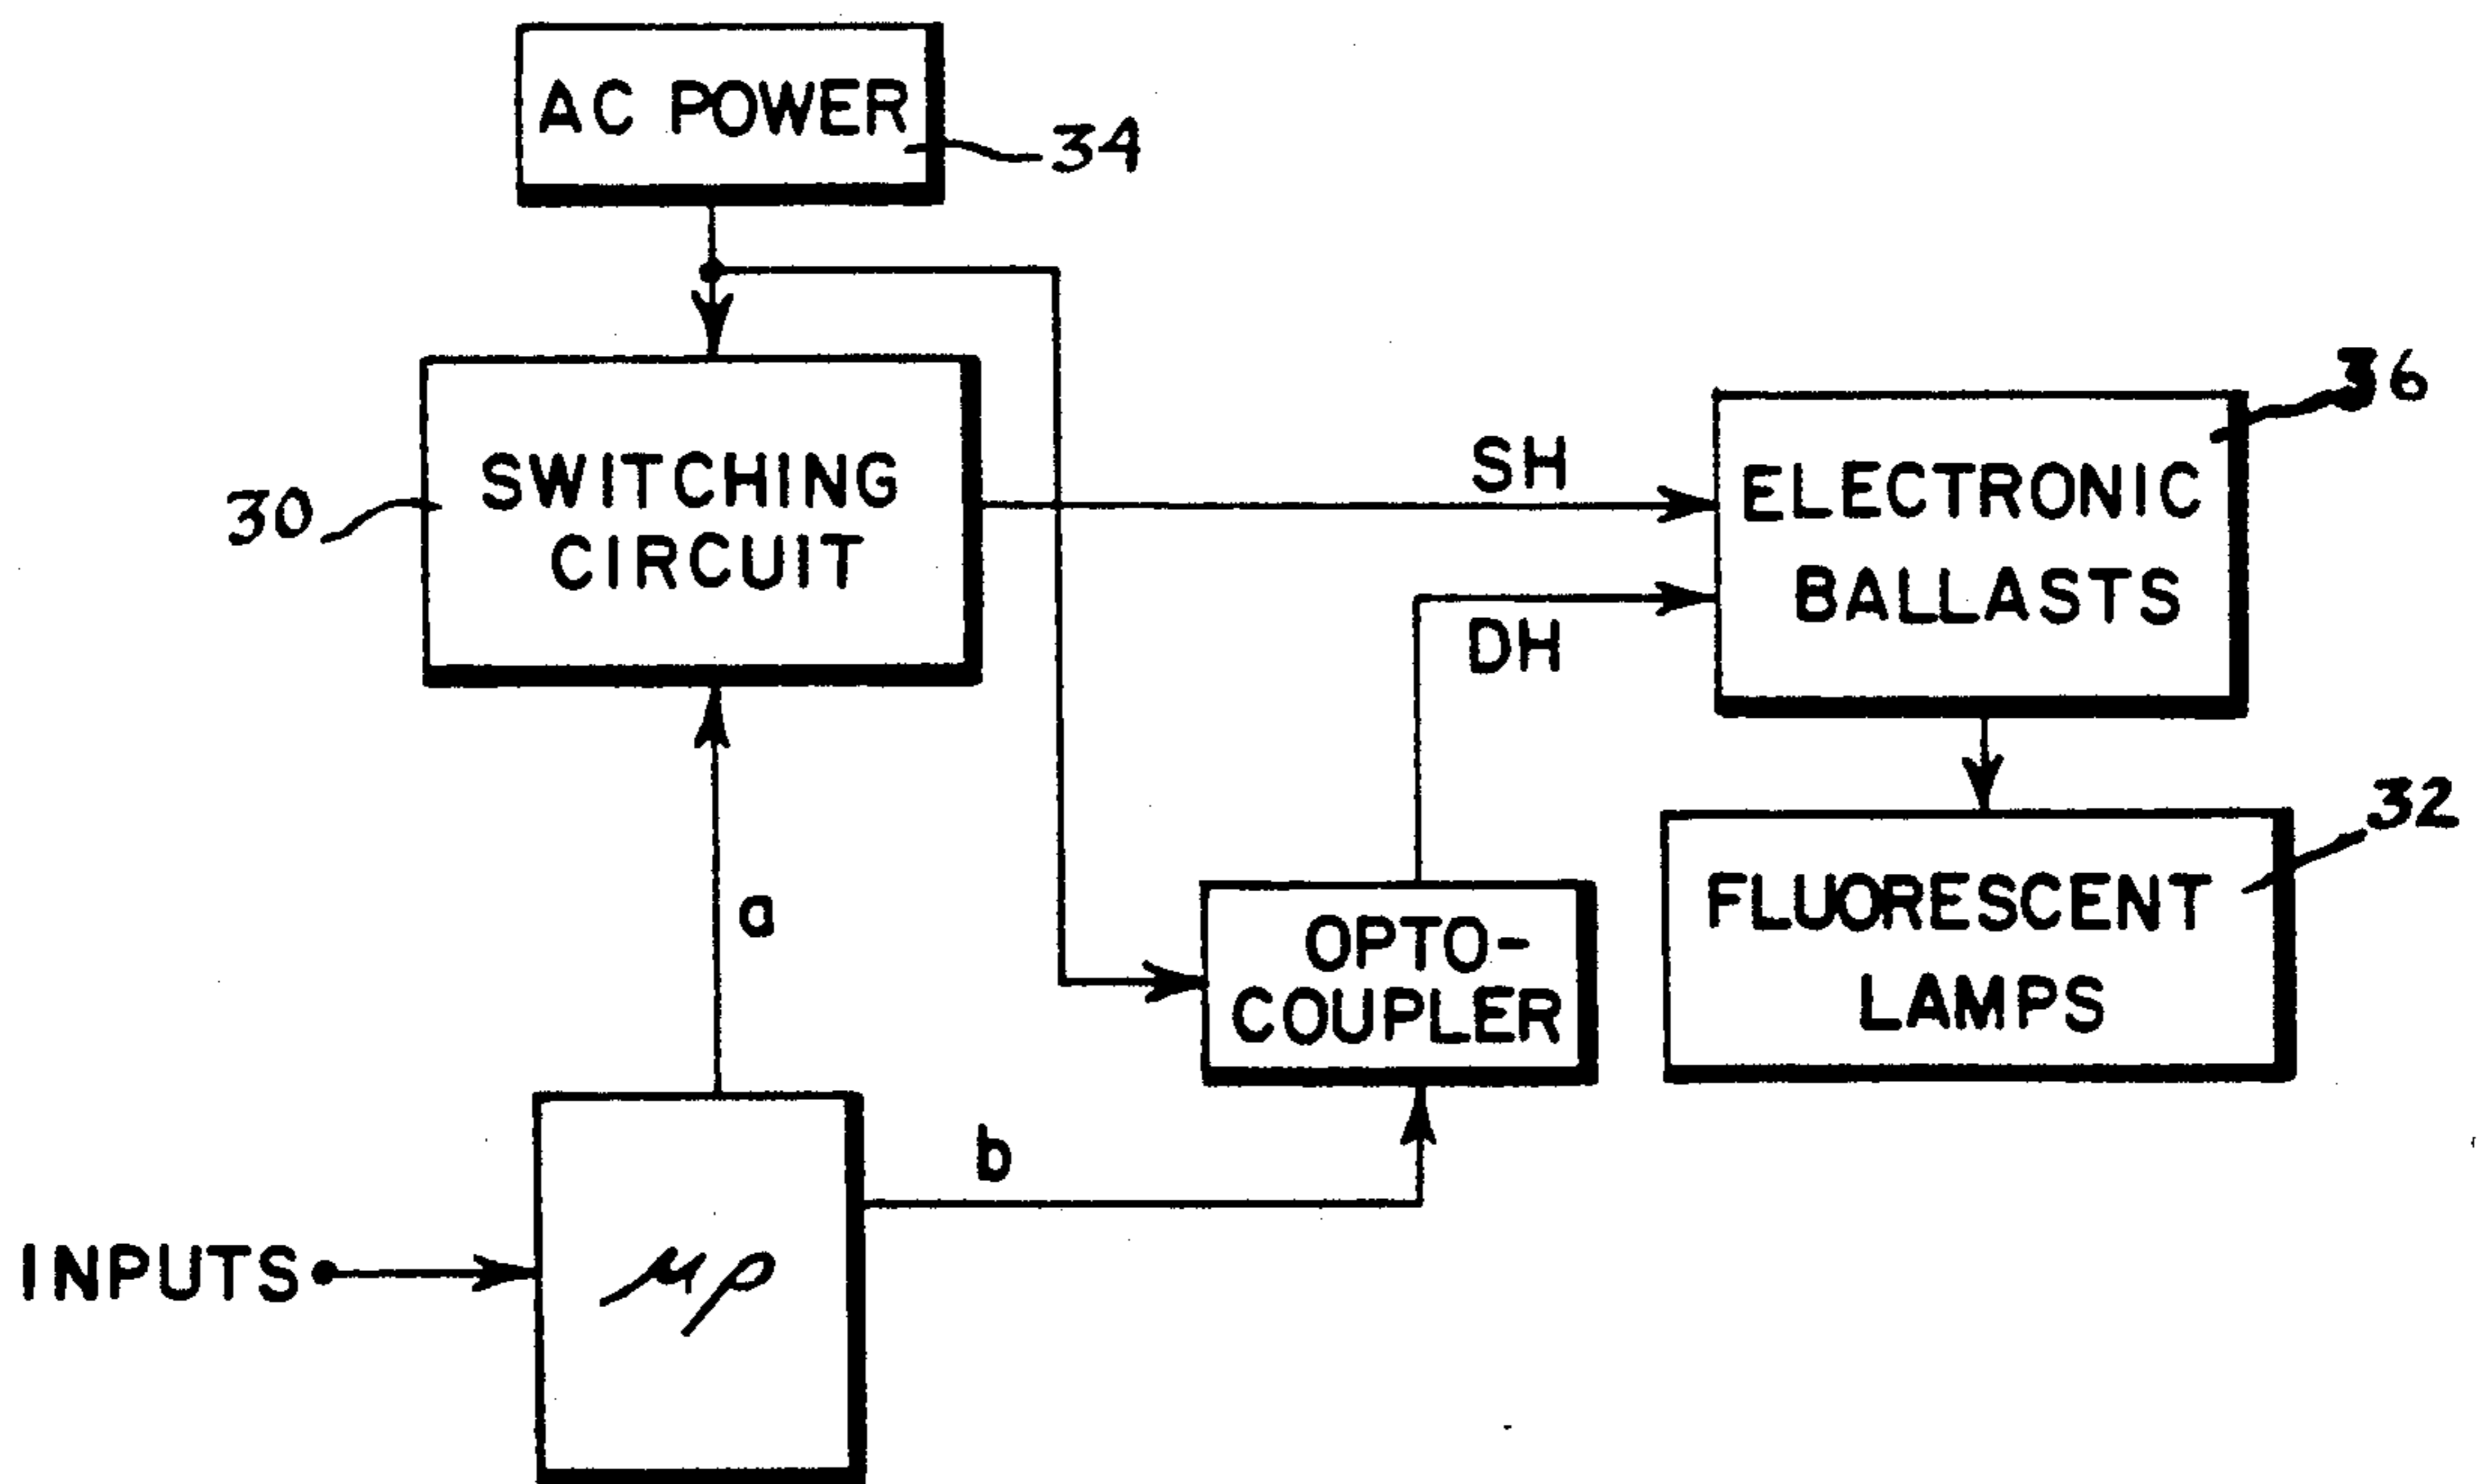 AC POWER
34
SWITCHING
CIRCUIT
30
SH
DH
ELECTRONIC
BALLASTS
36
a
OPTO-
COUPLER
FLUORESCENT
LAMPS
32
b
INPUTS
μp